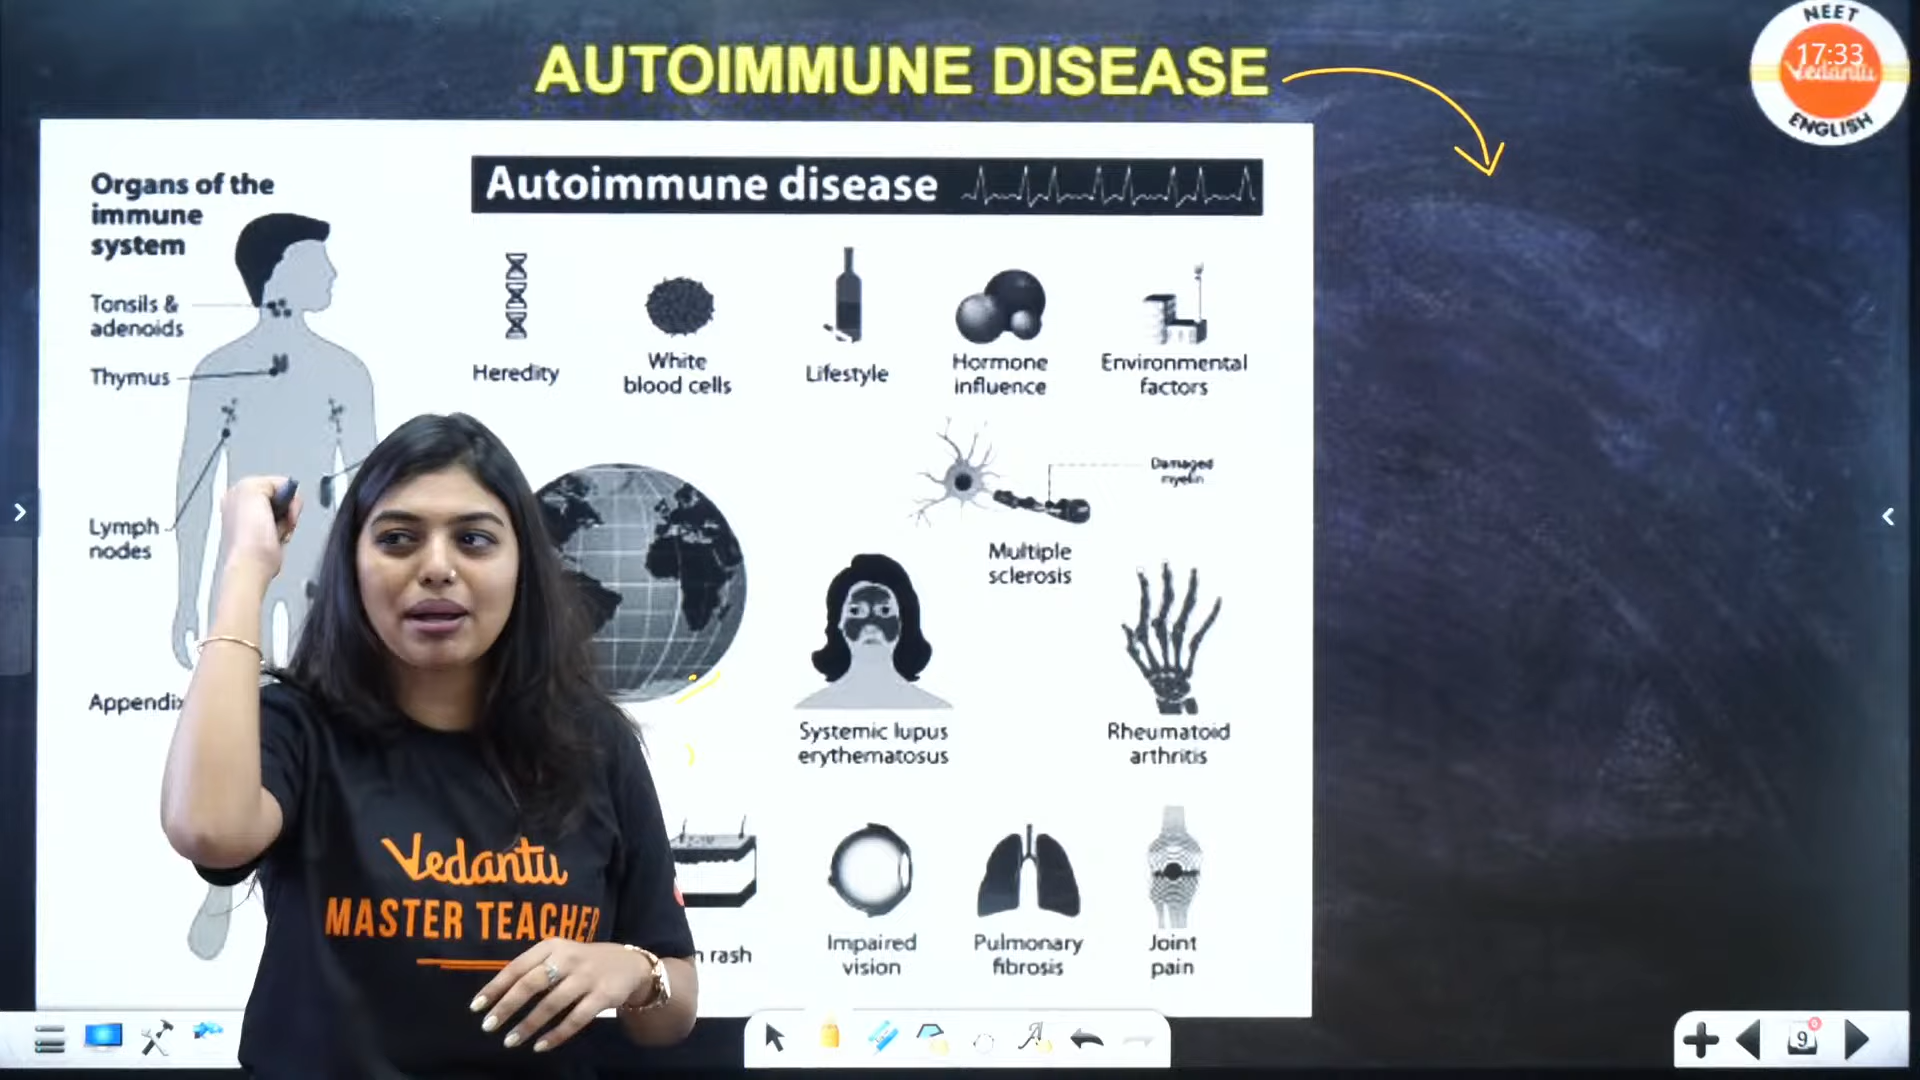 AUTOIMMUNE DISEASE
NEET
17:33
Vedantu
ENGLISH
Organs of the
immune
system
Autoimmune disease
Tonsils &
adenoids
Thymus
Lymph
nodes
Appendix
Heredity
White
blood cells
Lifestyle
Hormone
influence
Environmental
factors
Damaged
myelin
Multiple
sclerosis
Systemic lupus
erythematosus
Rheumatoid
arthritis
rash
Impaired
vision
Pulmonary
fibrosis
Joint
pain
Vedantu
MASTER TEACHER
A
9
0